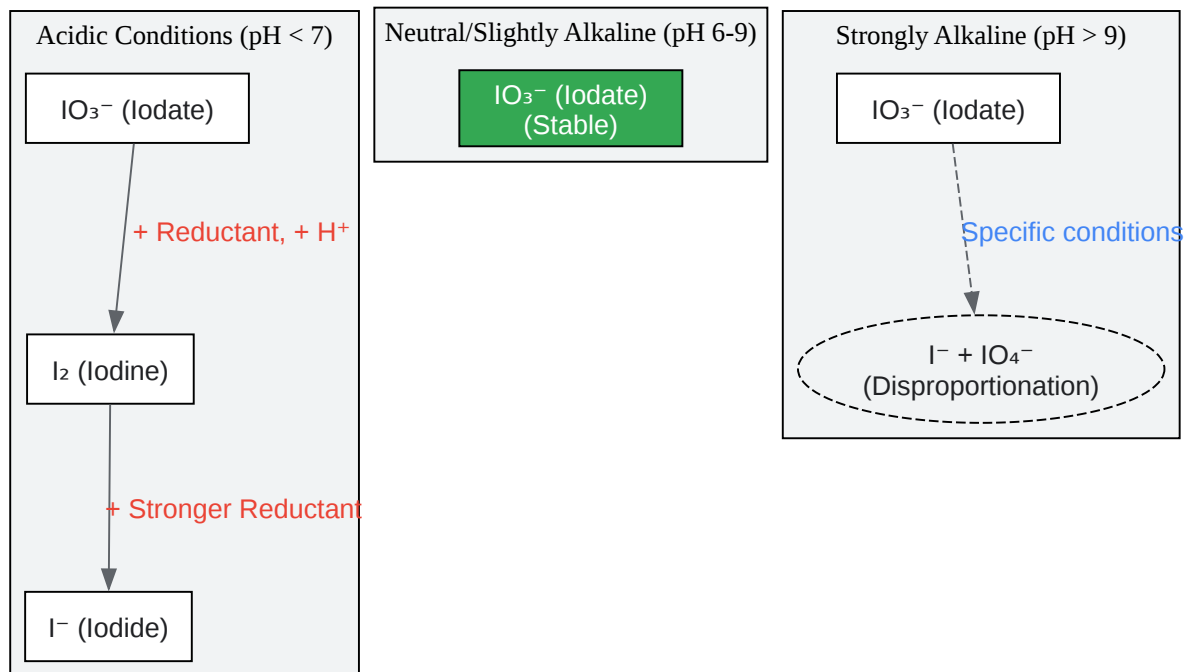 Acidic Conditions (pH < 7)
IO₃⁻ (Iodate)
+ Reductant, + H⁺
I₂ (Iodine)
+ Stronger Reductant
I⁻ (Iodide)
Neutral/Slightly Alkaline (pH 6-9)
IO₃⁻ (Iodate)
(Stable)
Strongly Alkaline (pH > 9)
IO₃⁻ (Iodate)
Specific conditions
I⁻ + IO₄⁻
(Disproportionation)